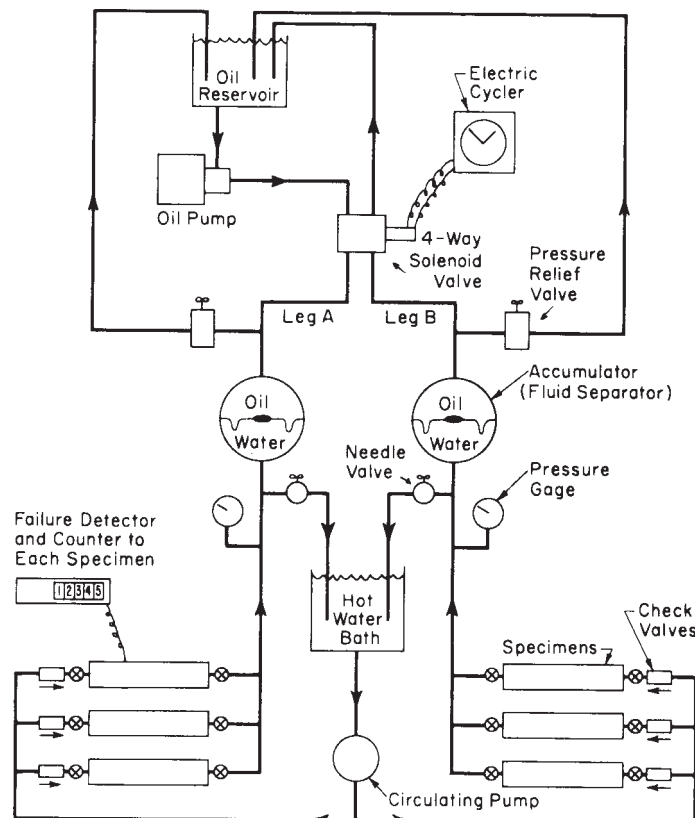 Oil
Reservoir
Electric
Cycler
Oil Pump
4-Way
Solenoid
Valve
Pressure
Relief
Valve
Leg A
Leg B
Accumulator
(Fluid Separator)
Oil
Water
Oil
Water
Needle
Valve
Pressure
Gage
Failure Detector
and Counter to
Each Specimen
12345
Hot
Water
Bath
Check
Valves
Specimens
Circulating Pump